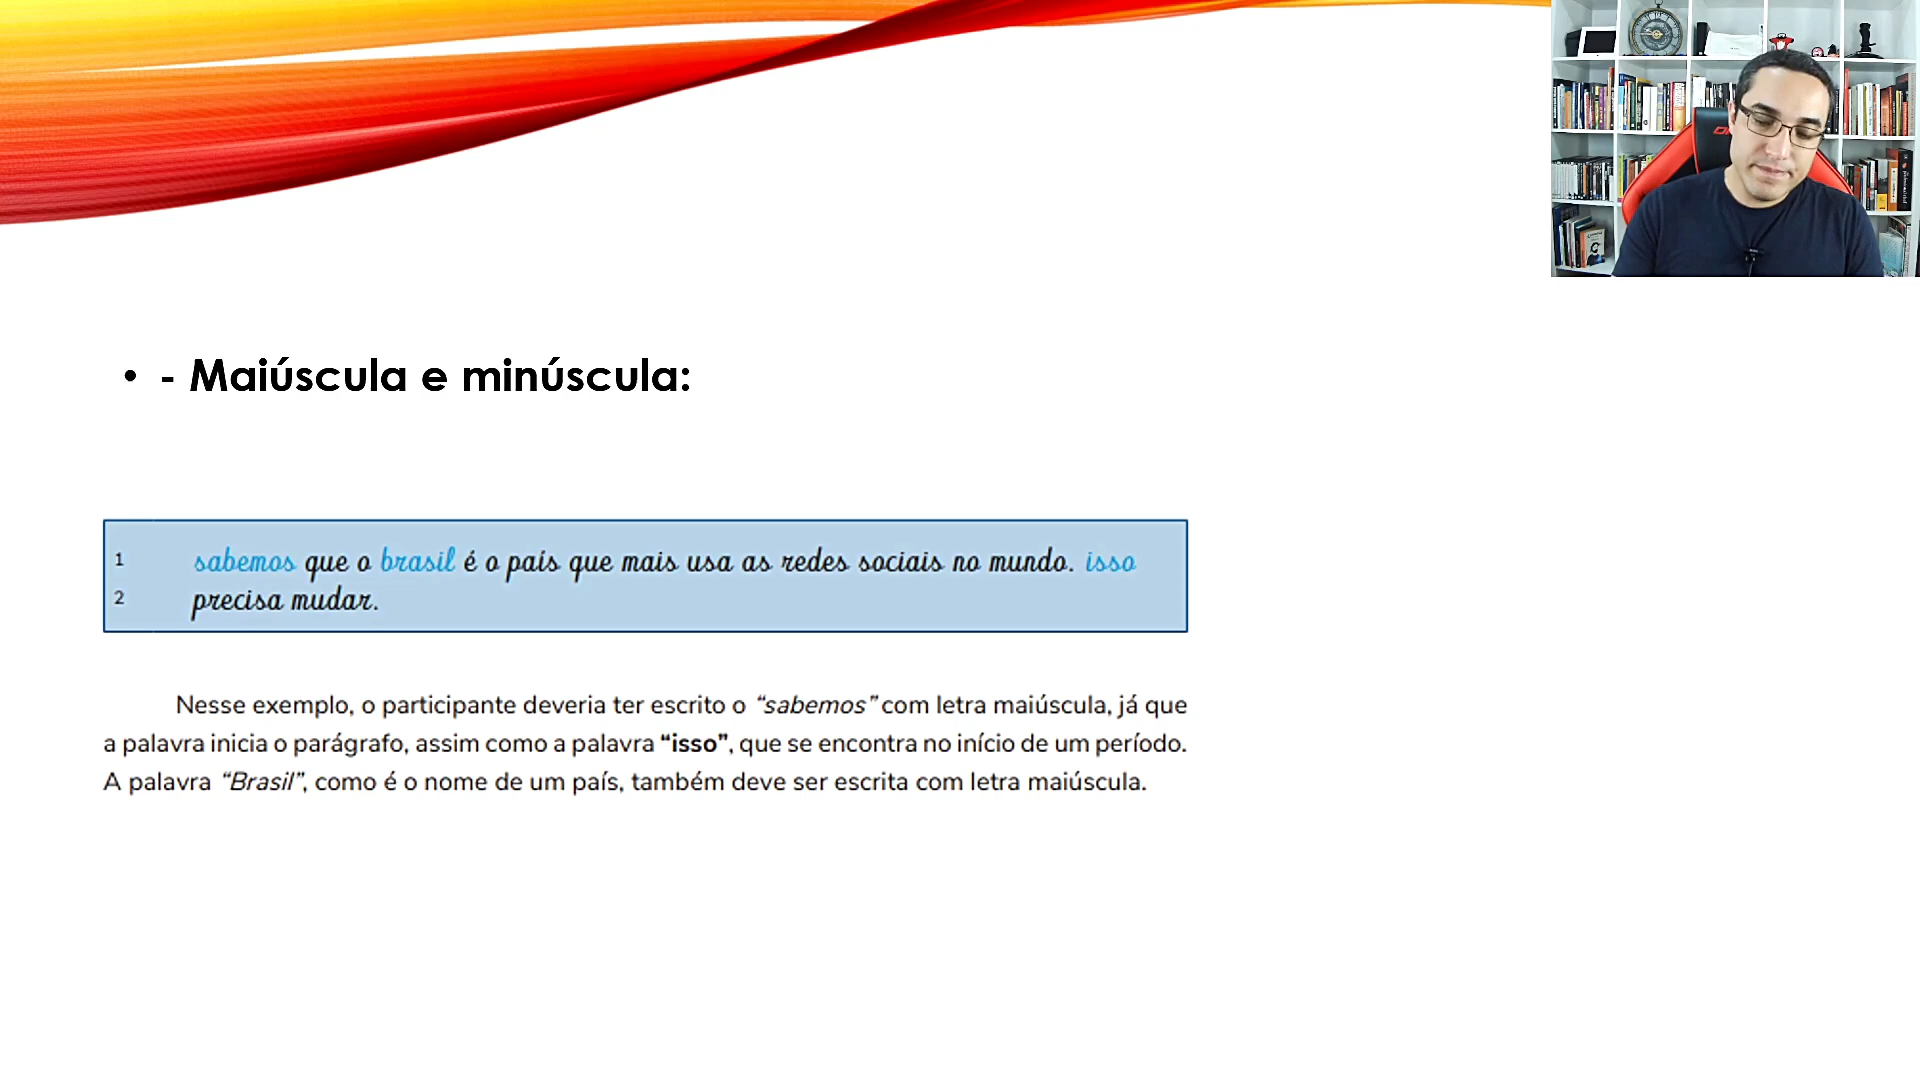 • - Maiúscula e minúscula:
1 sabemos que o brasil é o país que mais usa as redes sociais no mundo. isso
2 precisa mudar.
Nesse exemplo, o participante deveria ter escrito o “sabemos” com letra maiúscula, já que
a palavra inicia o parágrafo, assim como a palavra “isso”, que se encontra no início de um período.
A palavra “Brasil”, como é o nome de um país, também deve ser escrita com letra maiúscula.